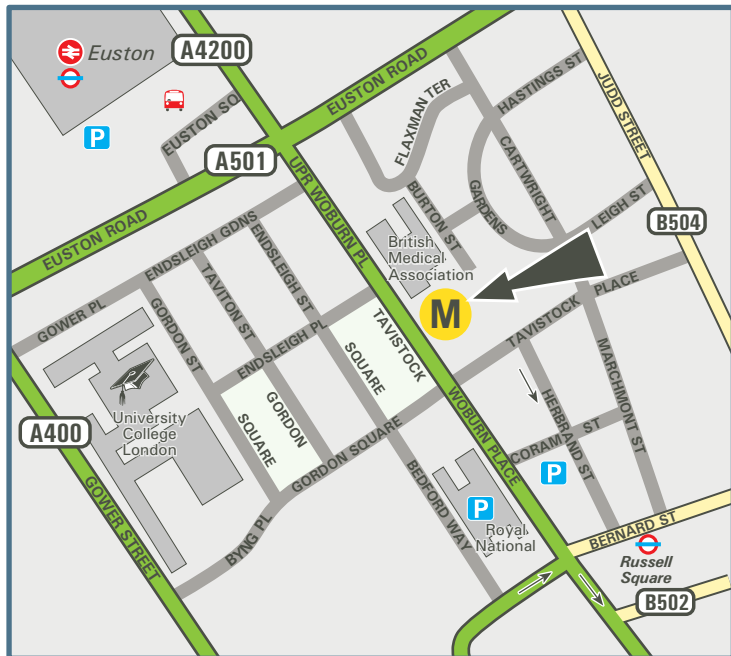 Euston
A4200
EUSTON ROAD
FLAXMAN TER
HASTINGS ST
JUDD STREET
P
EUSTON SQ
A501
CARTWRIGHT
GARDENS
UPR WOBURN PL
BURTON ST
LEIGH ST
B504
EUSTON ROAD
ENDSLEIGH GDNS
ENDSLEIGH ST
British
Medical
Association
TAVITON ST
GOWER PL
GORDON ST
M
TAVISTOCK
PLACE
ENDSLEIGH PL
TAVISTOCK
SQUARE
MARCHMONT ST
HERBRAND ST
University
College
London
GORDON
SQUARE
WOBURN PLACE
A400
GORDON SQUARE
CORAM ST
P
BEDFORD WAY
P
GOWER STREET
BYNG PL
Royal
National
BERNARD ST
Russell
Square
B502